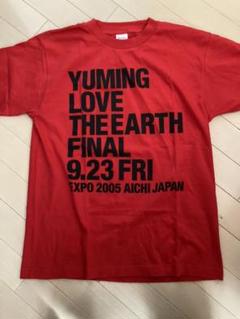 YUMING
LOVE
THE EARTH
FINAL
9.23 FRI
EXPO 2005 AICHI JAPAN